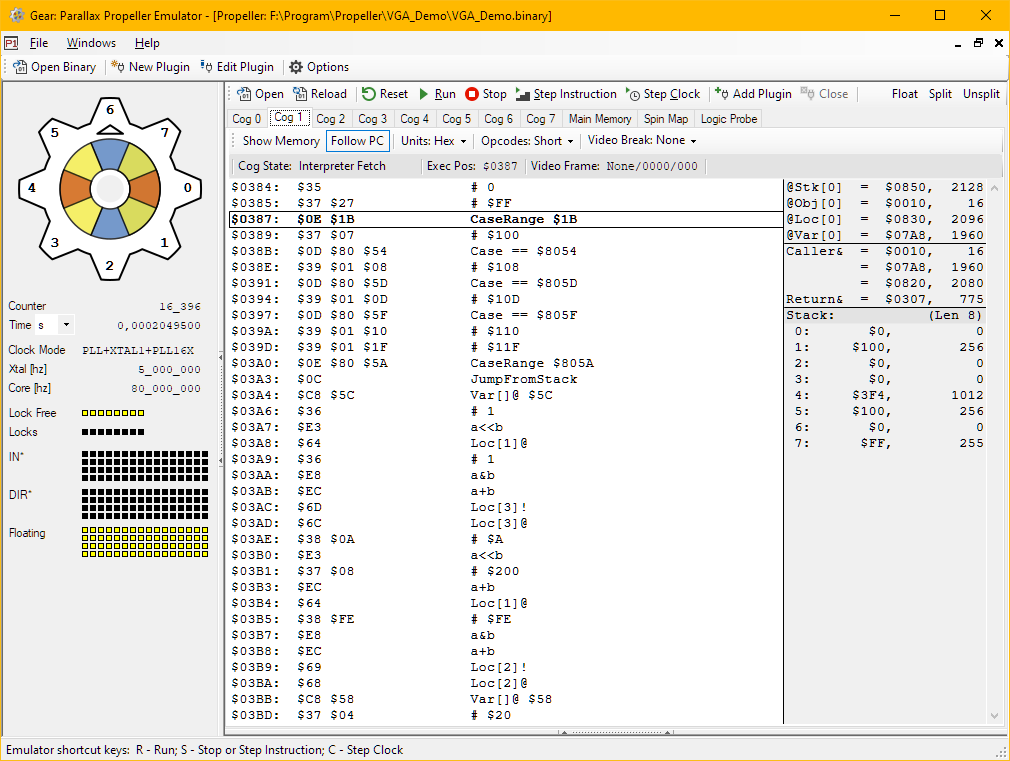 Gear: Parallax Propeller Emulator - [Propeller: F:\Program\Propeller\VGA_Demo\VGA_Demo.binary]
P1 File Windows Help
Open Binary New Plugin Edit Plugin Options
Open Reload Reset Run Stop Step Instruction Step Clock Add Plugin Close Float Split Unsplit
Cog 0 Cog 1 Cog 2 Cog 3 Cog 4 Cog 5 Cog 6 Cog 7 Main Memory Spin Map Logic Probe
Show Memory Follow PC Units: Hex Opcodes: Short Video Break: None
Cog State: Interpreter Fetch Exec Pos: $0387 Video Frame: None/0000/000
6
5 7
4 0
3 1
2
Counter 16_396
Time s 0,0002049500
Clock Mode PLL+XTAL1+PLL16X
Xtal [hz] 5_000_000
Core [hz] 80_000_000
Lock Free
Locks
IN*
DIR*
Floating
$0384: $35 # 0
$0385: $37 $27 # $FF
$0387: $0E $1B CaseRange $1B
$0389: $37 $07 # $100
$038B: $0D $80 $54 Case == $8054
$038E: $39 $01 $08 # $108
$0391: $0D $80 $5D Case == $805D
$0394: $39 $01 $0D # $10D
$0397: $0D $80 $5F Case == $805F
$039A: $39 $01 $10 # $110
$039D: $39 $01 $1F # $11F
$03A0: $0E $80 $5A CaseRange $805A
$03A3: $0C JumpFromStack
$03A4: $C8 $5C Var[]@ $5C
$03A6: $36 # 1
$03A7: $E3 a<<b
$03A8: $64 Loc[1]@
$03A9: $36 # 1
$03AA: $E8 a&b
$03AB: $EC a+b
$03AC: $6D Loc[3]!
$03AD: $6C Loc[3]@
$03AE: $38 $0A # $A
$03B0: $E3 a<<b
$03B1: $37 $08 # $200
$03B3: $EC a+b
$03B4: $64 Loc[1]@
$03B5: $38 $FE # $FE
$03B7: $E8 a&b
$03B8: $EC a+b
$03B9: $69 Loc[2]!
$03BA: $68 Loc[2]@
$03BB: $C8 $58 Var[]@ $58
$03BD: $37 $04 # $20
@Stk[0] = $0850, 2128
@Obj[0] = $0010, 16
@Loc[0] = $0830, 2096
@Var[0] = $07A8, 1960
Caller& = $0010, 16
= $07A8, 1960
= $0820, 2080
Return& = $0307, 775
Stack: (Len 8)
0: $0, 0
1: $100, 256
2: $0, 0
3: $0, 0
4: $3F4, 1012
5: $100, 256
6: $0, 0
7: $FF, 255
Emulator shortcut keys: R - Run; S - Stop or Step Instruction; C - Step Clock